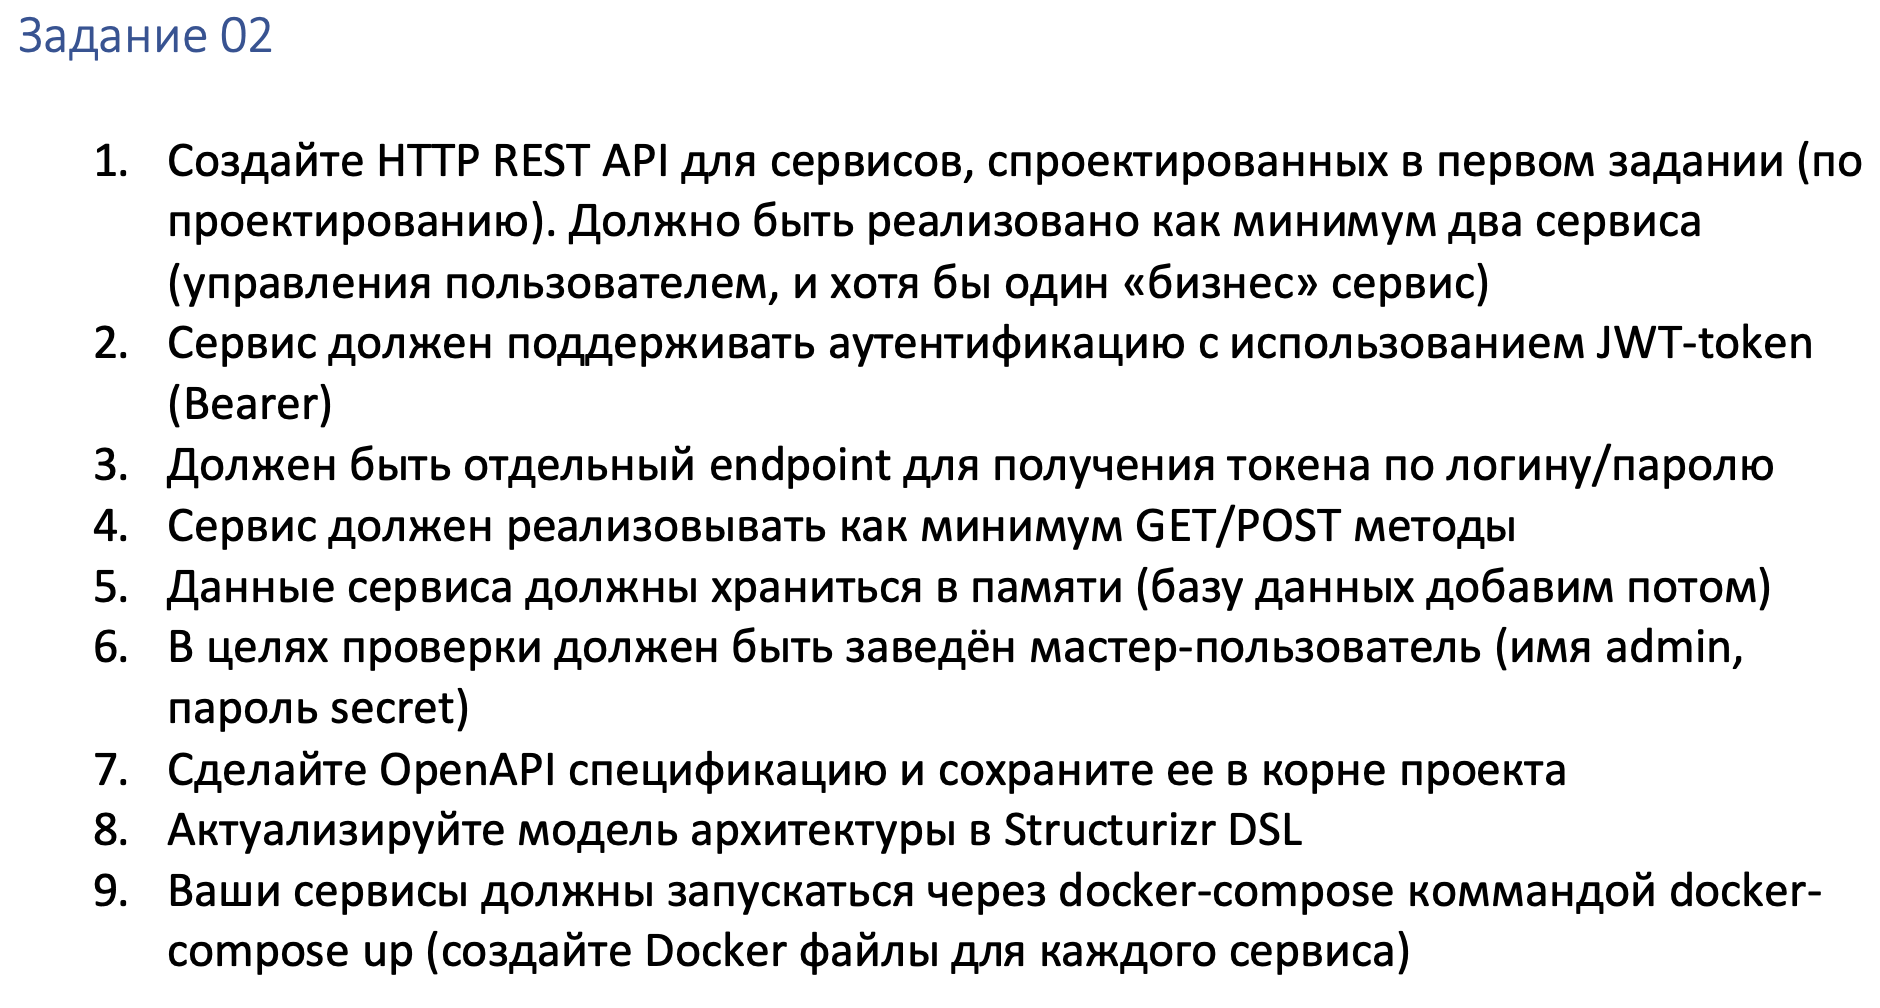 Задание 02
1. Создайте HTTP REST API для сервисов, спроектированных в первом задании (по
проектированию). Должно быть реализовано как минимум два сервиса
(управления пользователем, и хотя бы один «бизнес» сервис)
2. Сервис должен поддерживать аутентификацию с использованием JWT-token
(Bearer)
3. Должен быть отдельный endpoint для получения токена по логину/паролю
4. Сервис должен реализовывать как минимум GET/POST методы
5. Данные сервиса должны храниться в памяти (базу данных добавим потом)
6. В целях проверки должен быть заведён мастер-пользователь (имя admin,
пароль secret)
7. Сделайте OpenAPI спецификацию и сохраните ее в корне проекта
8. Актуализируйте модель архитектуры в Structurizr DSL
9. Ваши сервисы должны запускаться через docker-compose коммандой docker-
compose up (создайте Docker файлы для каждого сервиса)